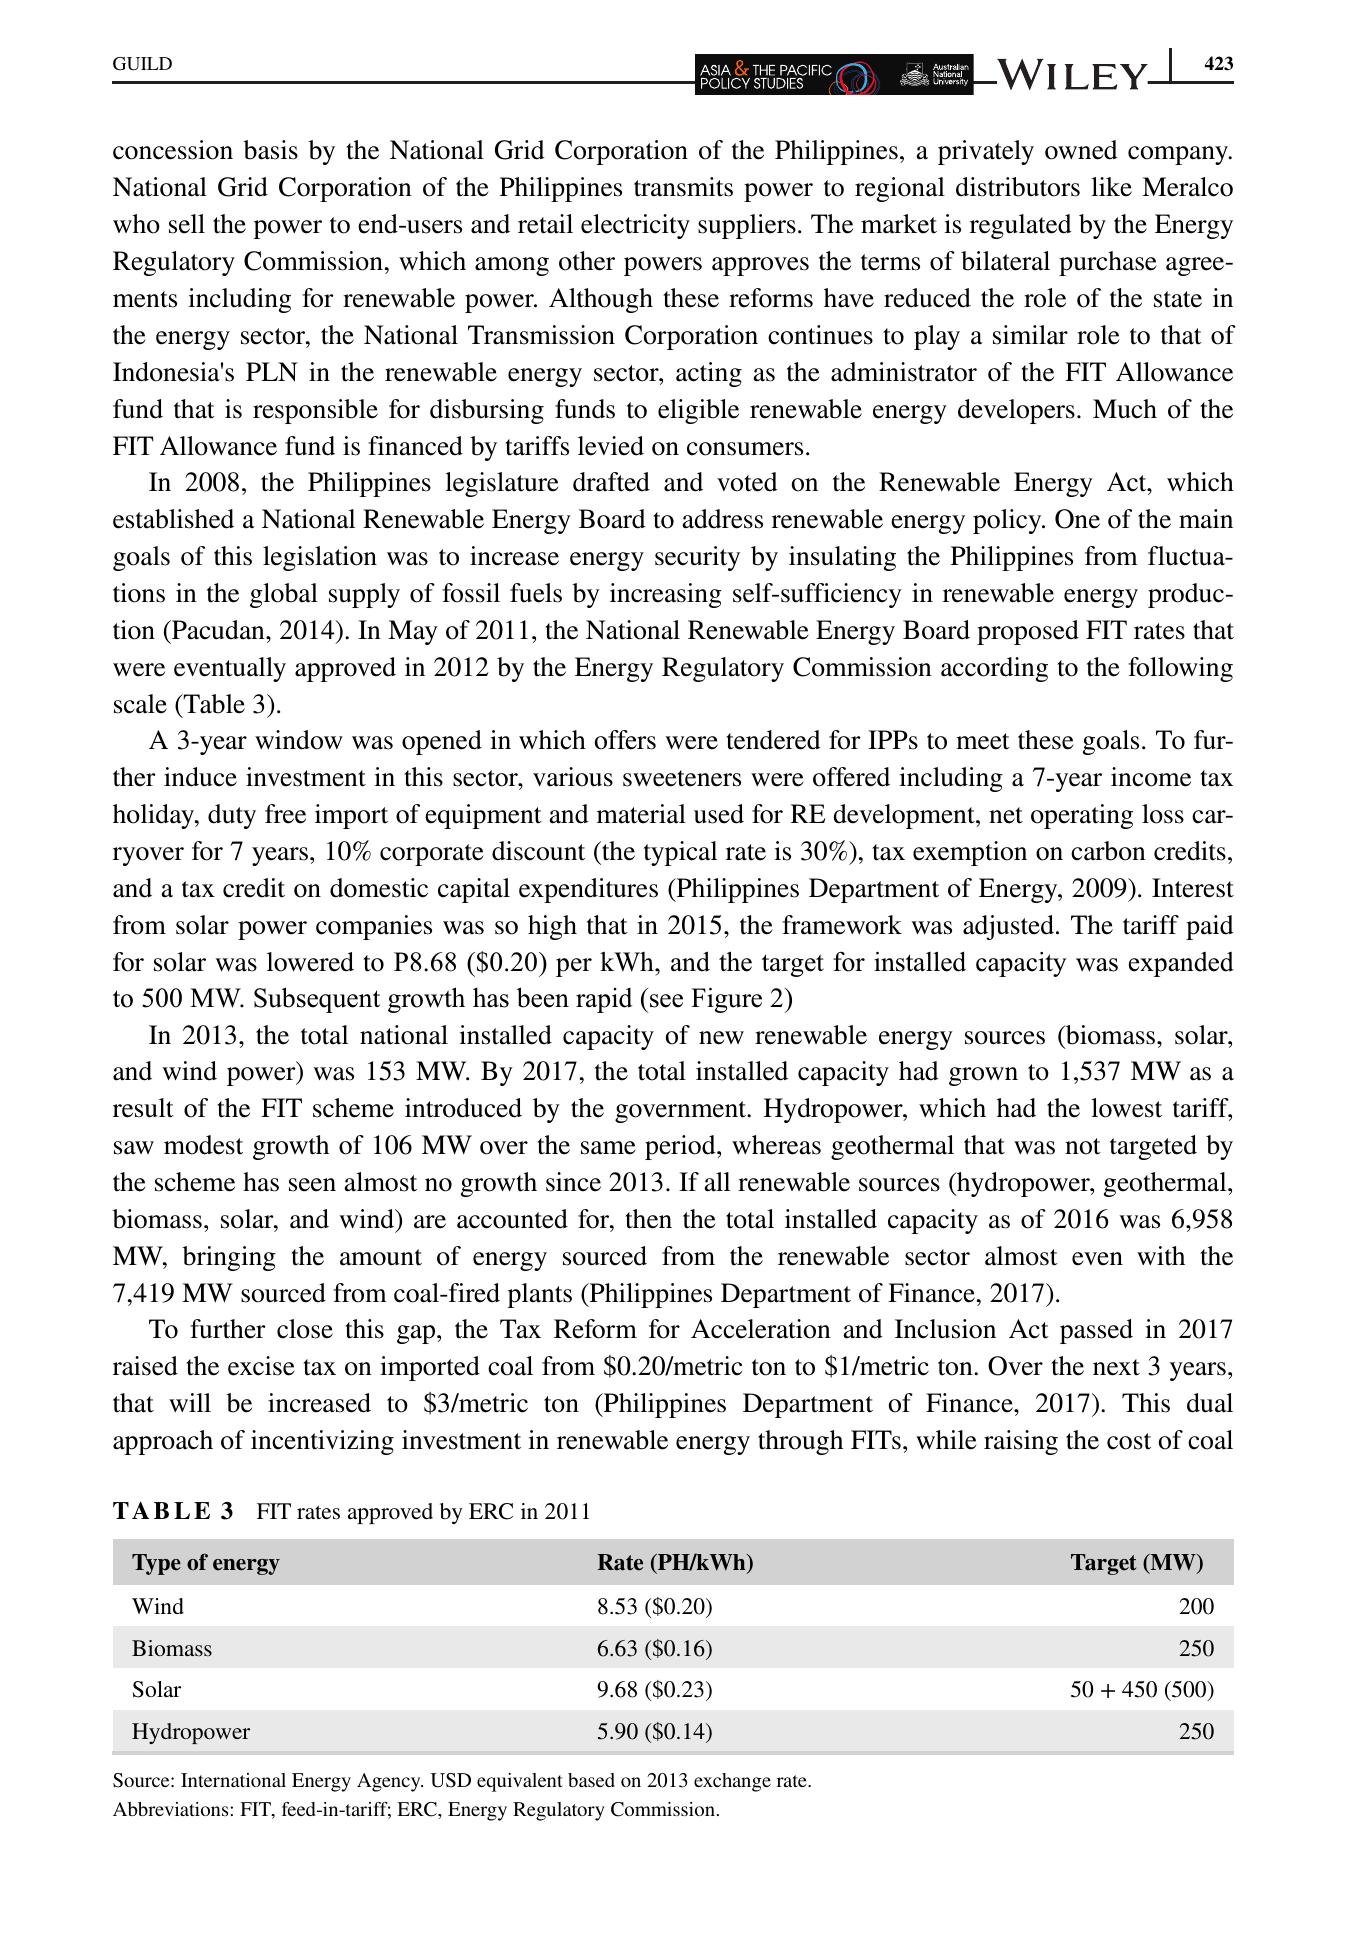 GUILD
ASIA & THE PACIFIC
POLICY STUDIES
Australian
National
University
WILEY
423
concession basis by the National Grid Corporation of the Philippines, a privately owned company.
National Grid Corporation of the Philippines transmits power to regional distributors like Meralco
who sell the power to end-users and retail electricity suppliers. The market is regulated by the Energy
Regulatory Commission, which among other powers approves the terms of bilateral purchase agree-
ments including for renewable power. Although these reforms have reduced the role of the state in
the energy sector, the National Transmission Corporation continues to play a similar role to that of
Indonesia's PLN in the renewable energy sector, acting as the administrator of the FIT Allowance
fund that is responsible for disbursing funds to eligible renewable energy developers. Much of the
FIT Allowance fund is financed by tariffs levied on consumers.
In 2008, the Philippines legislature drafted and voted on the Renewable Energy Act, which
established a National Renewable Energy Board to address renewable energy policy. One of the main
goals of this legislation was to increase energy security by insulating the Philippines from fluctua-
tions in the global supply of fossil fuels by increasing self-sufficiency in renewable energy produc-
tion (Pacudan, 2014). In May of 2011, the National Renewable Energy Board proposed FIT rates that
were eventually approved in 2012 by the Energy Regulatory Commission according to the following
scale (Table 3).
A 3-year window was opened in which offers were tendered for IPPs to meet these goals. To fur-
ther induce investment in this sector, various sweeteners were offered including a 7-year income tax
holiday, duty free import of equipment and material used for RE development, net operating loss car-
ryover for 7 years, 10% corporate discount (the typical rate is 30%), tax exemption on carbon credits,
and a tax credit on domestic capital expenditures (Philippines Department of Energy, 2009). Interest
from solar power companies was so high that in 2015, the framework was adjusted. The tariff paid
for solar was lowered to P8.68 ($0.20) per kWh, and the target for installed capacity was expanded
to 500 MW. Subsequent growth has been rapid (see Figure 2)
In 2013, the total national installed capacity of new renewable energy sources (biomass, solar,
and wind power) was 153 MW. By 2017, the total installed capacity had grown to 1,537 MW as a
result of the FIT scheme introduced by the government. Hydropower, which had the lowest tariff,
saw modest growth of 106 MW over the same period, whereas geothermal that was not targeted by
the scheme has seen almost no growth since 2013. If all renewable sources (hydropower, geothermal,
biomass, solar, and wind) are accounted for, then the total installed capacity as of 2016 was 6,958
MW, bringing the amount of energy sourced from the renewable sector almost even with the
7,419 MW sourced from coal-fired plants (Philippines Department of Finance, 2017).
To further close this gap, the Tax Reform for Acceleration and Inclusion Act passed in 2017
raised the excise tax on imported coal from $0.20/metric ton to $1/metric ton. Over the next 3 years,
that will be increased to $3/metric ton (Philippines Department of Finance, 2017). This dual
approach of incentivizing investment in renewable energy through FITs, while raising the cost of coal
TABLE 3 FIT rates approved by ERC in 2011
Type of energy Rate (PH/kWh) Target (MW)
Wind 8.53 ($0.20) 200
Biomass 6.63 ($0.16) 250
Solar 9.68 ($0.23) 50 + 450 (500)
Hydropower 5.90 ($0.14) 250
Source: International Energy Agency. USD equivalent based on 2013 exchange rate.
Abbreviations: FIT, feed-in-tariff; ERC, Energy Regulatory Commission.